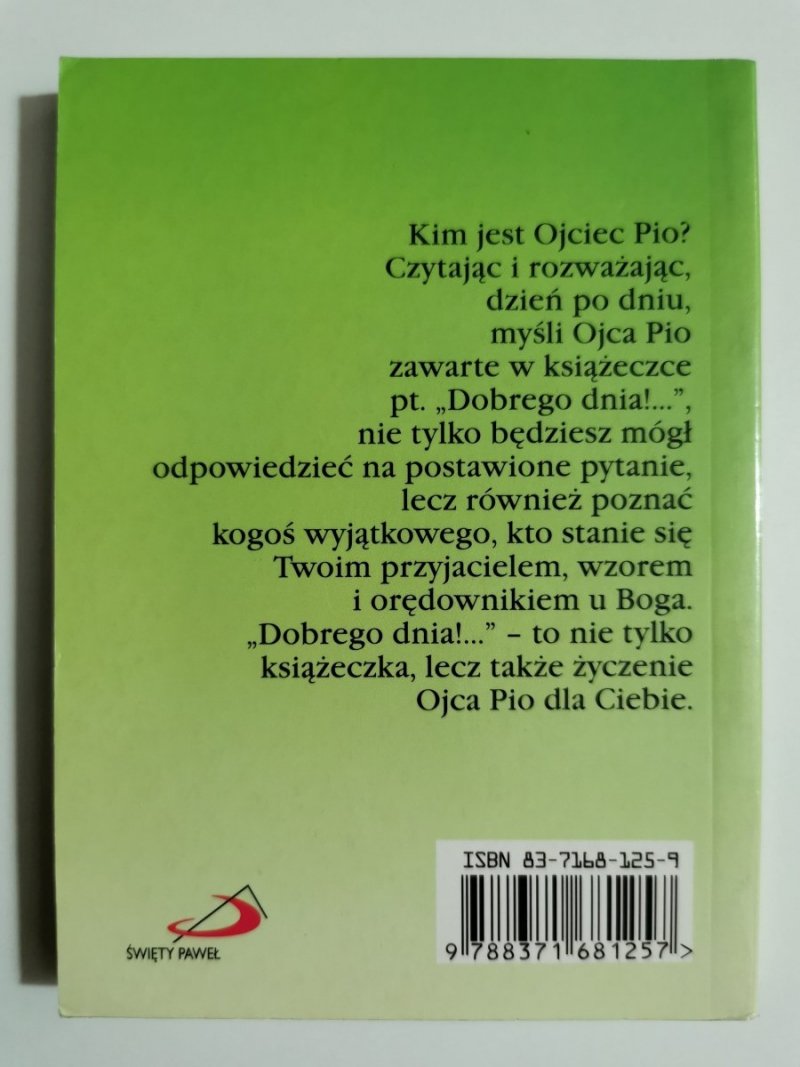 Kim jest Ojciec Pio?
Czytając i rozważając,
dzień po dniu,
myśli Ojca Pio
zawarte w książeczce
pt. „Dobrego dnia!...”,
nie tylko będziesz mógł
odpowiedzieć na postawione pytanie,
lecz również poznać
kogoś wyjątkowego, kto stanie się
Twoim przyjacielem, wzorem
i orędownikiem u Boga.
„Dobrego dnia!...” – to nie tylko
książeczka, lecz także życzenie
Ojca Pio dla Ciebie.
ISBN 83-7168-125-9
9 788371 681257 >
ŚWIĘTY PAWEŁ